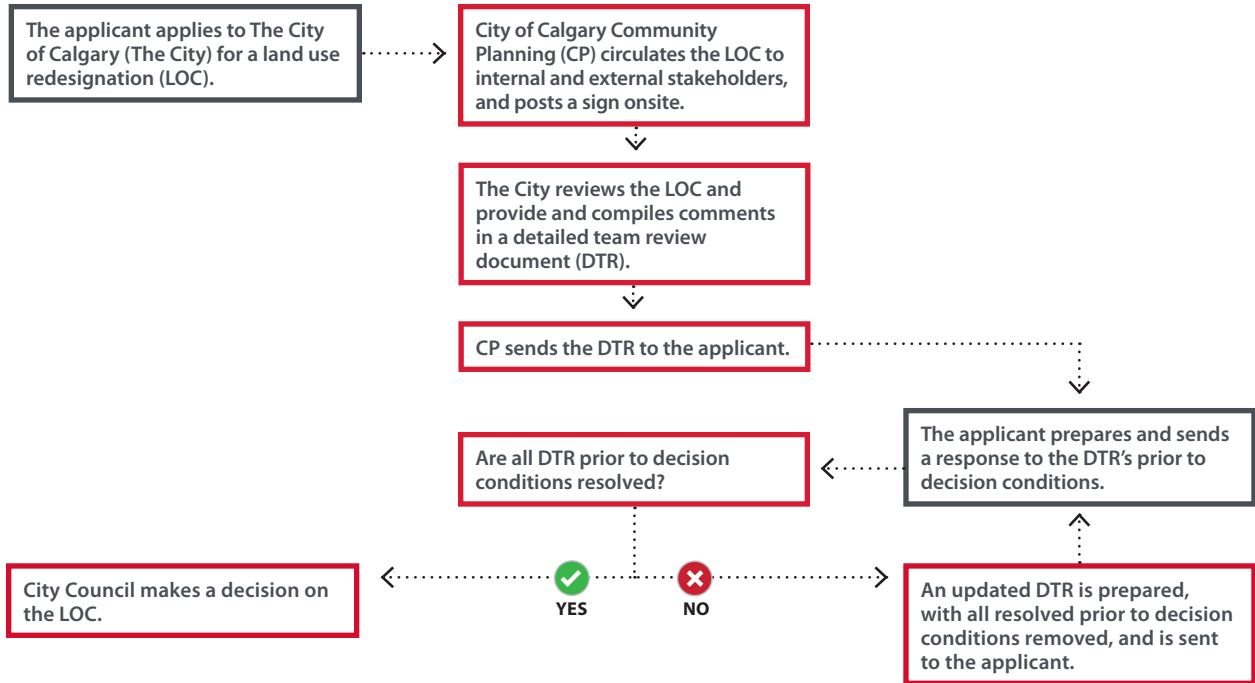 The applicant applies to The City
of Calgary (The City) for a land use
redesignation (LOC).
City of Calgary Community
Planning (CP) circulates the LOC to
internal and external stakeholders,
and posts a sign onsite.
The City reviews the LOC and
provide and compiles comments
in a detailed team review
document (DTR).
CP sends the DTR to the applicant.
The applicant prepares and sends
a response to the DTR’s prior to
decision conditions.
Are all DTR prior to decision
conditions resolved?
YES
NO
City Council makes a decision on
the LOC.
An updated DTR is prepared,
with all resolved prior to decision
conditions removed, and is sent
to the applicant.